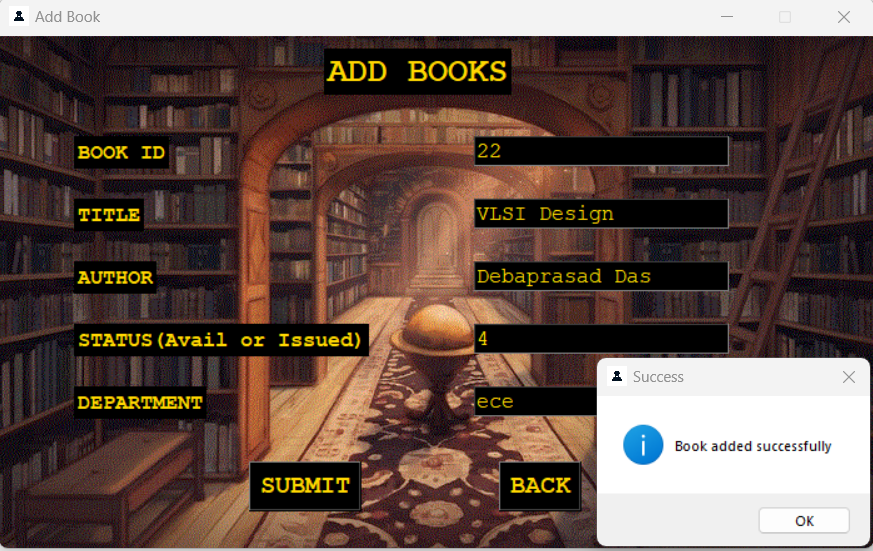 Add Book
ADD BOOKS
BOOK ID
22
TITLE
VLSI Design
AUTHOR
Debaprasad Das
STATUS(Avail or Issued)
4
DEPARTMENT
ece
SUBMIT
BACK
Success
Book added successfully
OK